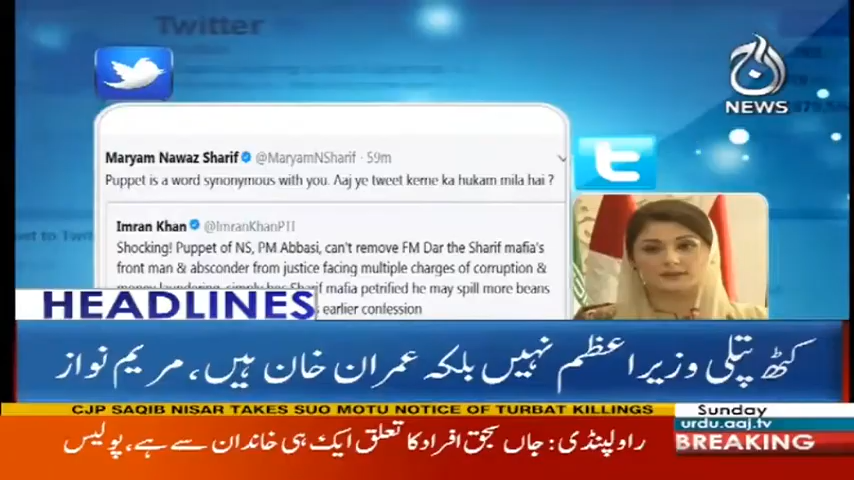 Twitter
آج
NEWS
Maryam Nawaz Sharif @MaryamNSharif · 59m
Puppet is a word synonymous with you. Aaj ye tweet kerne ka hukam mila hai ?
Imran Khan @ImranKhanPTI
Shocking! Puppet of NS, PM Abbasi, can't remove FM Dar the Sharif mafia's
front man & absconder from justice facing multiple charges of corruption &
money laundering, simply bec Sharif mafia petrified he may spill more beans
earlier confession
HEADLINES
کٹھ پتلی وزیراعظم نہیں بلکہ عمران خان ہیں، مریم نواز
CJP SAQIB NISAR TAKES SUO MOTU NOTICE OF TURBAT KILLINGS
Sunday
urdu.aaj.tv
راولپنڈی: جاں بحق افراد کا تعلق ایک ہی خاندان سے ہے، پولیس
BREAKING